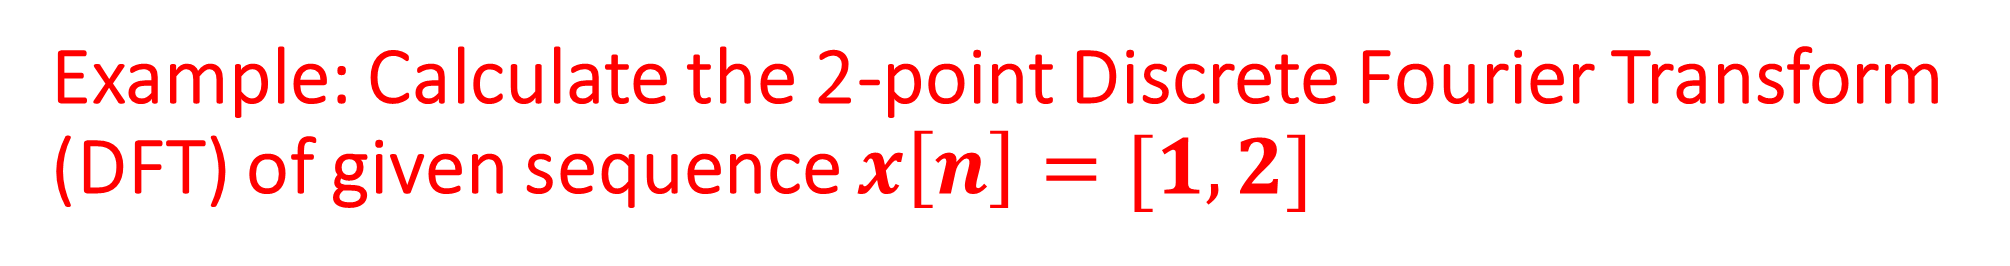 Example: Calculate the 2-point Discrete Fourier Transform
(DFT) of given sequence x[n] = [1, 2]